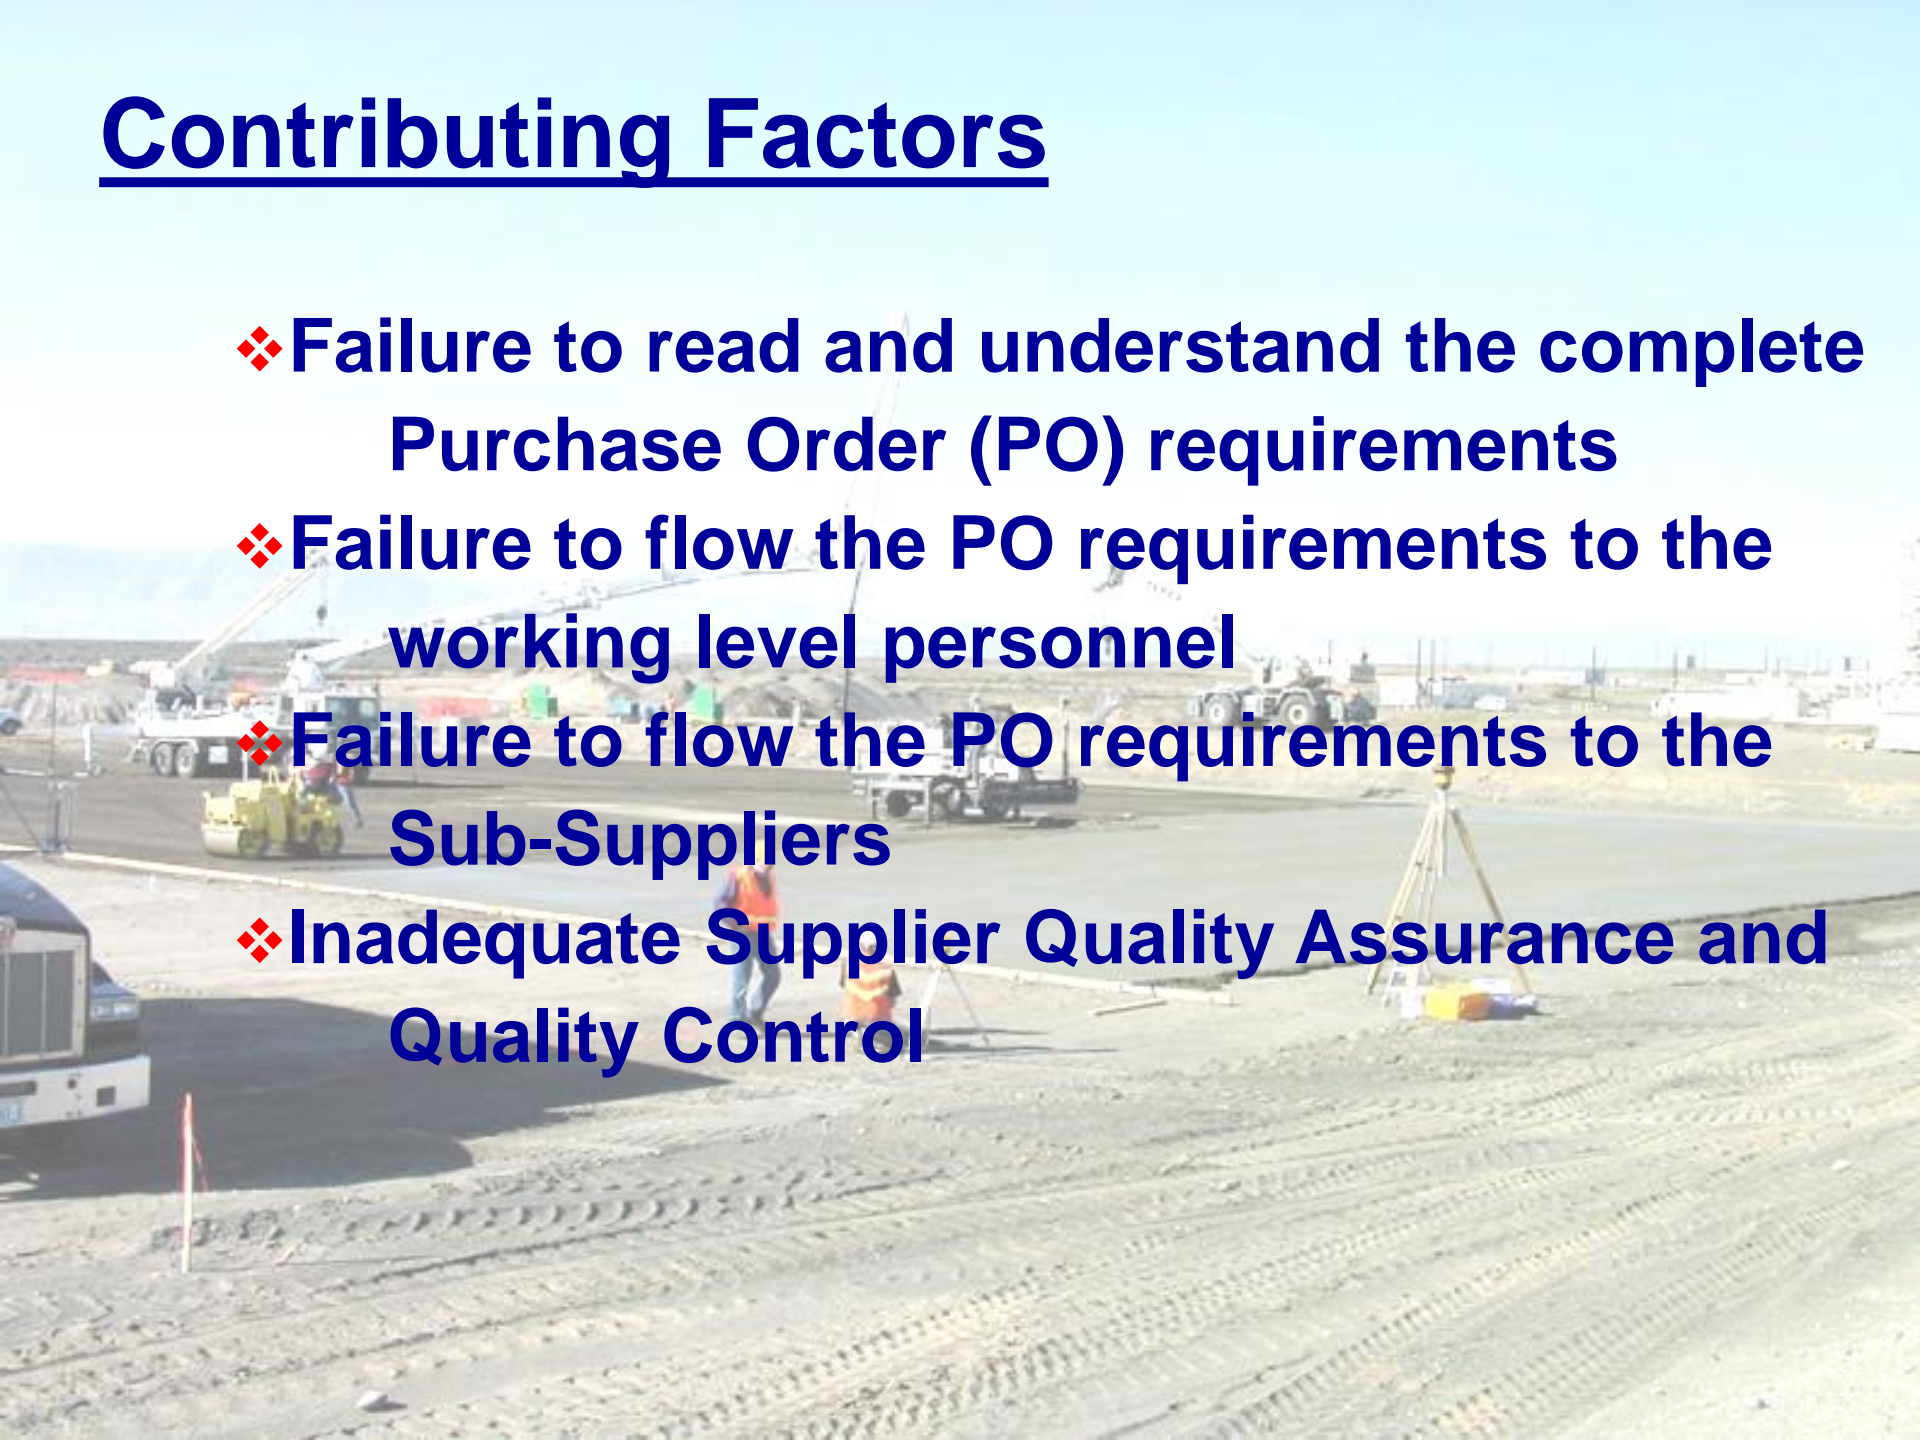 Contributing Factors
❖Failure to read and understand the complete
Purchase Order (PO) requirements
❖Failure to flow the PO requirements to the
working level personnel
❖Failure to flow the PO requirements to the
Sub-Suppliers
❖Inadequate Supplier Quality Assurance and
Quality Control